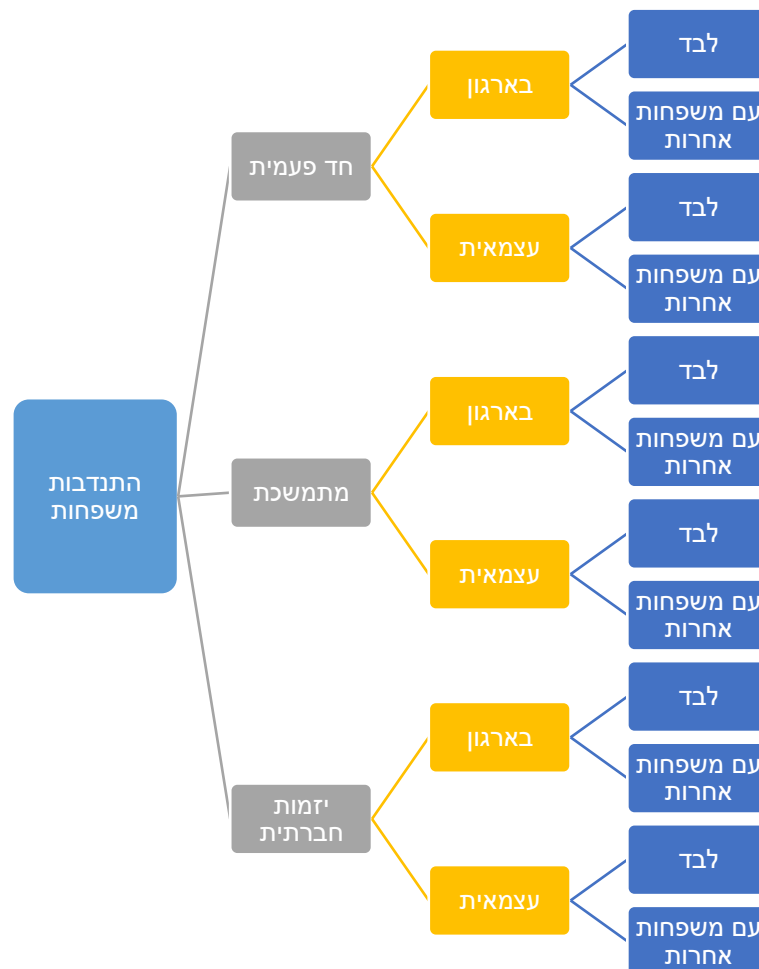 התנדבות
משפחות
חד פעמית
בארגון
לבד
עם משפחות
אחרות
עצמאית
לבד
עם משפחות
אחרות
מתמשכת
בארגון
לבד
עם משפחות
אחרות
עצמאית
לבד
עם משפחות
אחרות
יזמות
חברתית
בארגון
לבד
עם משפחות
אחרות
עצמאית
לבד
עם משפחות
אחרות